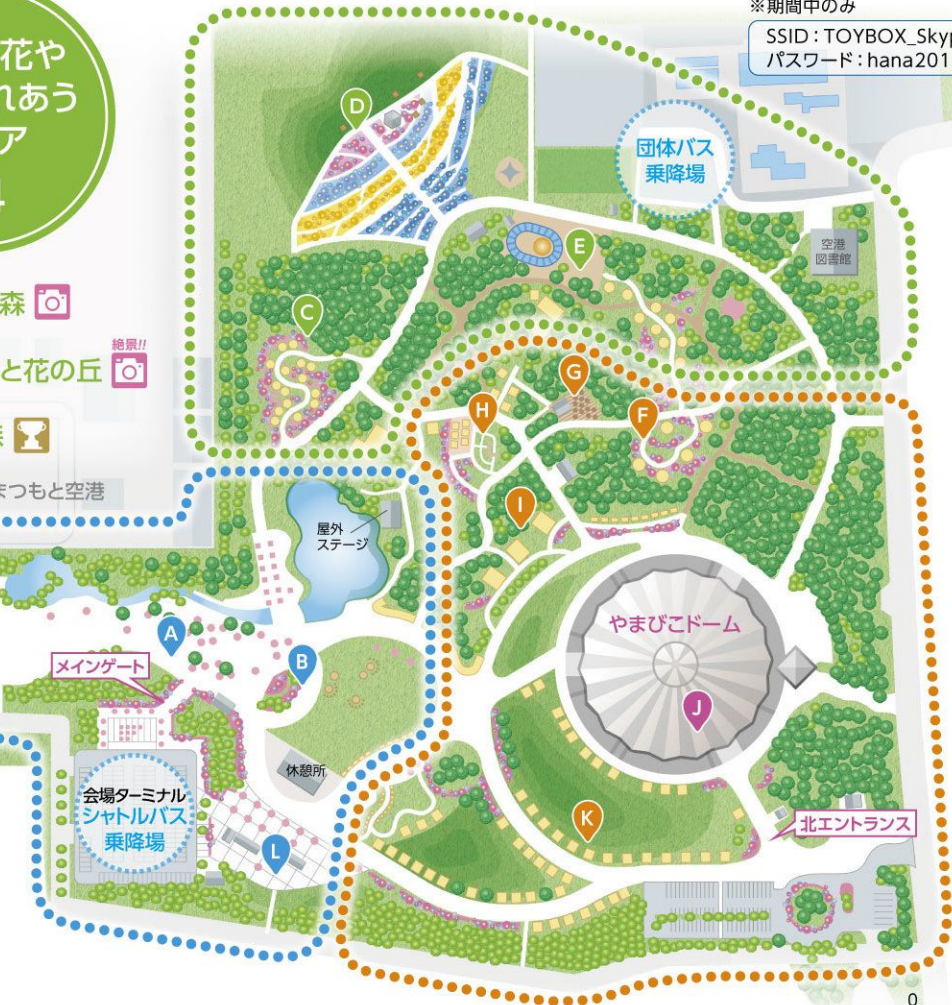 ※期間中のみ
SSID：TOYBOX_Skyp
パスワード：hana201
花や
れあう
ア
森
絶景!!
と花の丘
まつもと空港
D
団体バス
乗降場
E
空港
図書館
C
G
H
F
I
屋外
ステージ
やまびこドーム
A
B
メインゲート
J
休憩所
会場ターミナル
シャトルバス
乗降場
K
北エントランス
L
0